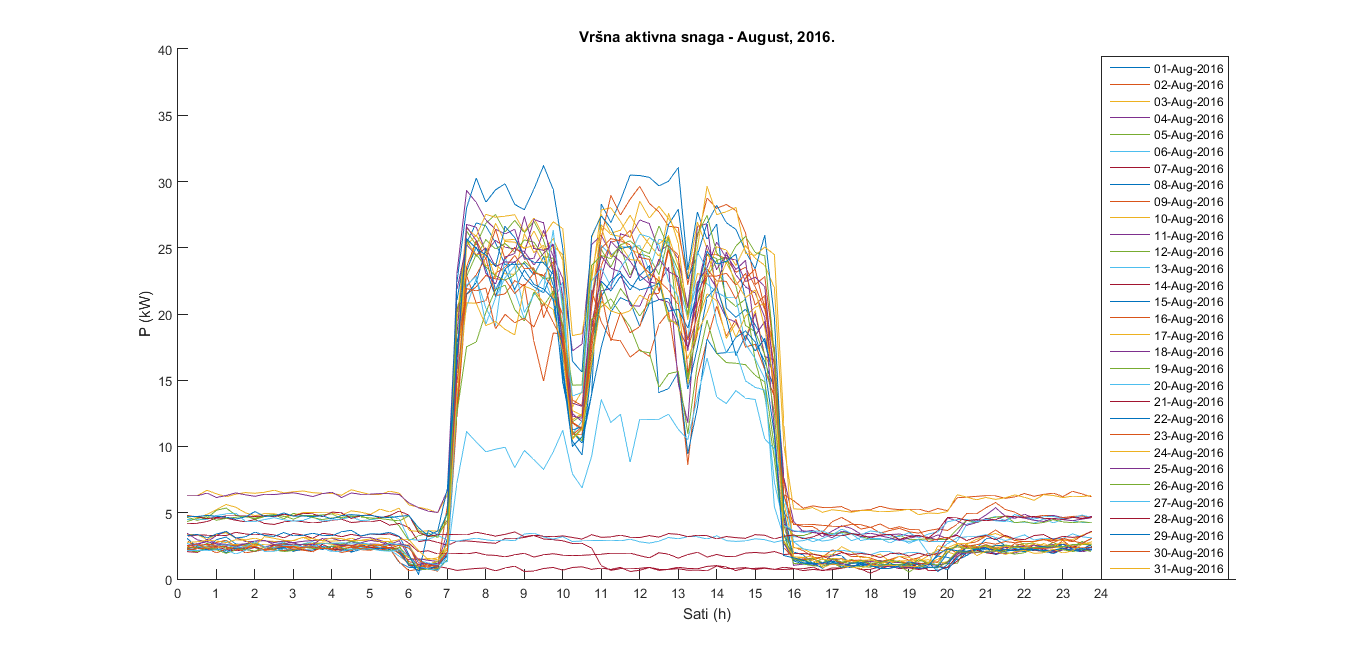 Vršna aktivna snaga - August, 2016.
40
35
30
25
20
15
10
5
0
P (kW)
0 1 2 3 4 5 6 7 8 9 10 11 12 13 14 15 16 17 18 19 20 21 22 23 24
Sati (h)
01-Aug-2016
02-Aug-2016
03-Aug-2016
04-Aug-2016
05-Aug-2016
06-Aug-2016
07-Aug-2016
08-Aug-2016
09-Aug-2016
10-Aug-2016
11-Aug-2016
12-Aug-2016
13-Aug-2016
14-Aug-2016
15-Aug-2016
16-Aug-2016
17-Aug-2016
18-Aug-2016
19-Aug-2016
20-Aug-2016
21-Aug-2016
22-Aug-2016
23-Aug-2016
24-Aug-2016
25-Aug-2016
26-Aug-2016
27-Aug-2016
28-Aug-2016
29-Aug-2016
30-Aug-2016
31-Aug-2016